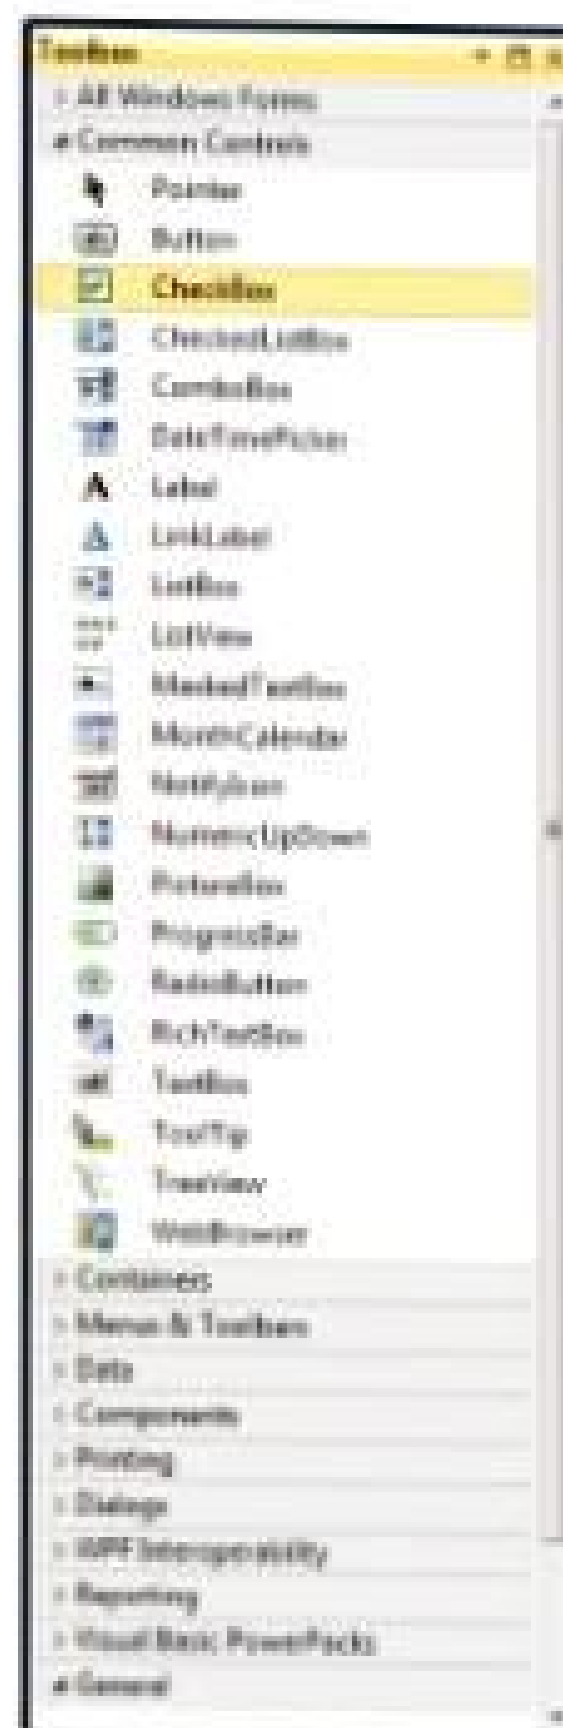 Toolbox
All Windows Forms
Common Controls
Pointer
Button
CheckBox
CheckedListBox
ComboBox
DateTimePicker
Label
LinkLabel
ListBox
ListView
MaskedTextBox
MonthCalendar
NotifyIcon
NumericUpDown
PictureBox
ProgressBar
RadioButton
RichTextBox
TextBox
ToolTip
TreeView
WebBrowser
Containers
Menus & Toolbars
Data
Components
Printing
Dialogs
WPF Interoperability
Reporting
Visual Basic PowerPacks
General